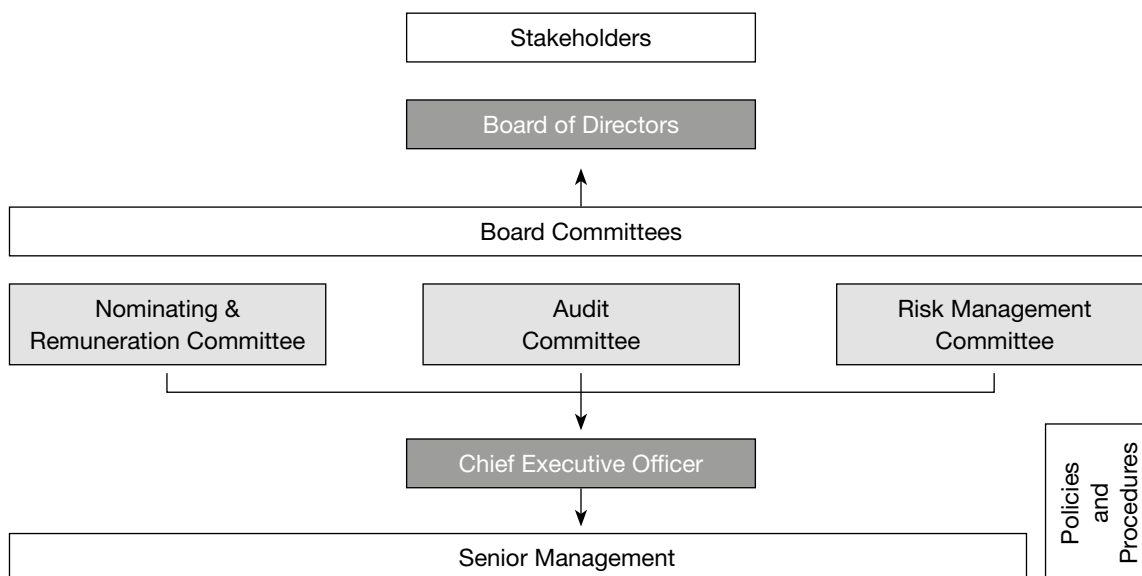 Stakeholders
Board of Directors
Board Committees
Nominating &
Remuneration Committee
Audit
Committee
Risk Management
Committee
Chief Executive Officer
Policies
and
Procedures
Senior Management